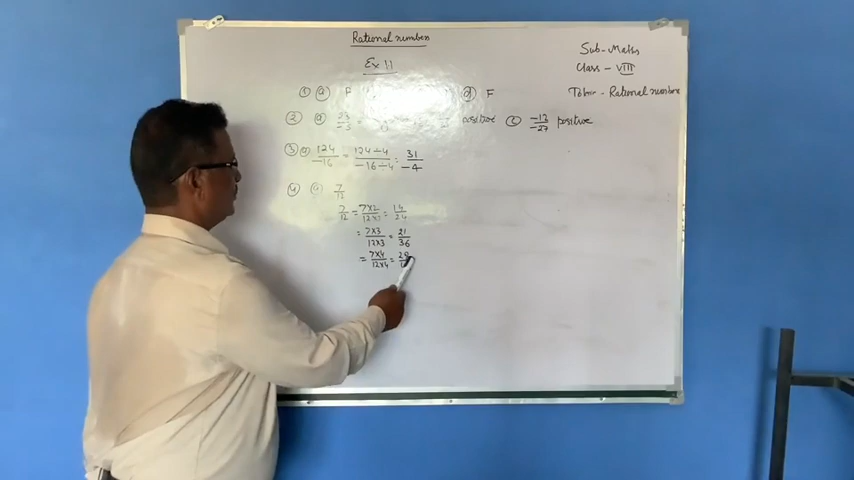 Rational numbers
Sub-Maths
Ex 1.1
Class - VIII
① ⓐ F ⓓ F
Topic - Rational numbers
② ⓐ 23/-3 = positive ⓒ -13/-27 positive
③ ⓐ 124/-16 = 124÷4/-16÷4 = 31/-4
④ ⓐ 7/12
7/12 = 7×2/12×2 = 14/24
= 7×3/12×3 = 21/36
= 7×4/12×4 =